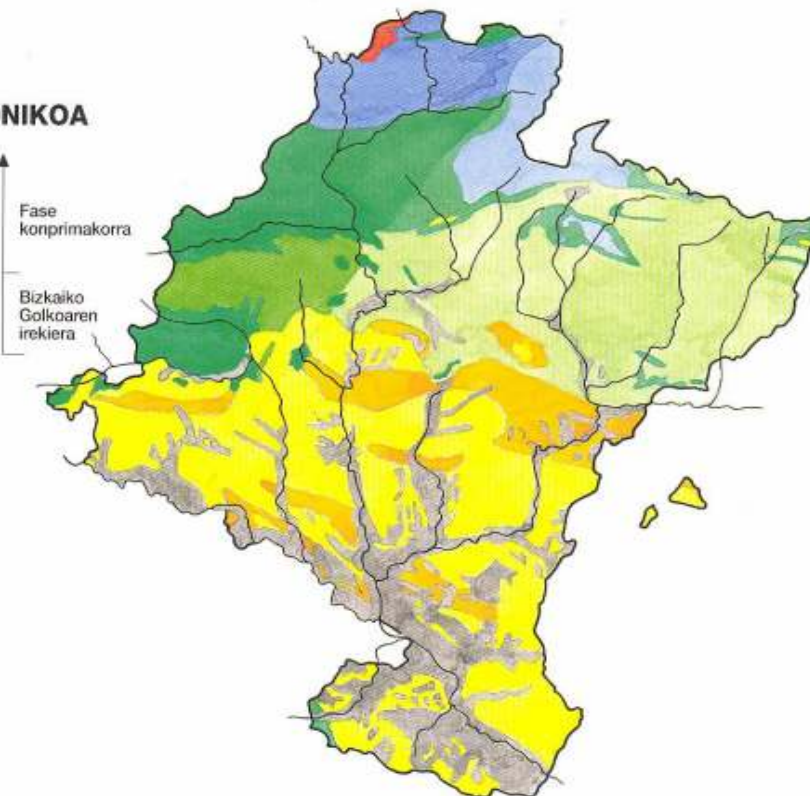 NIKOA
Fase
konprimakorra
Bizkaiko
Golkoaren
irekiera